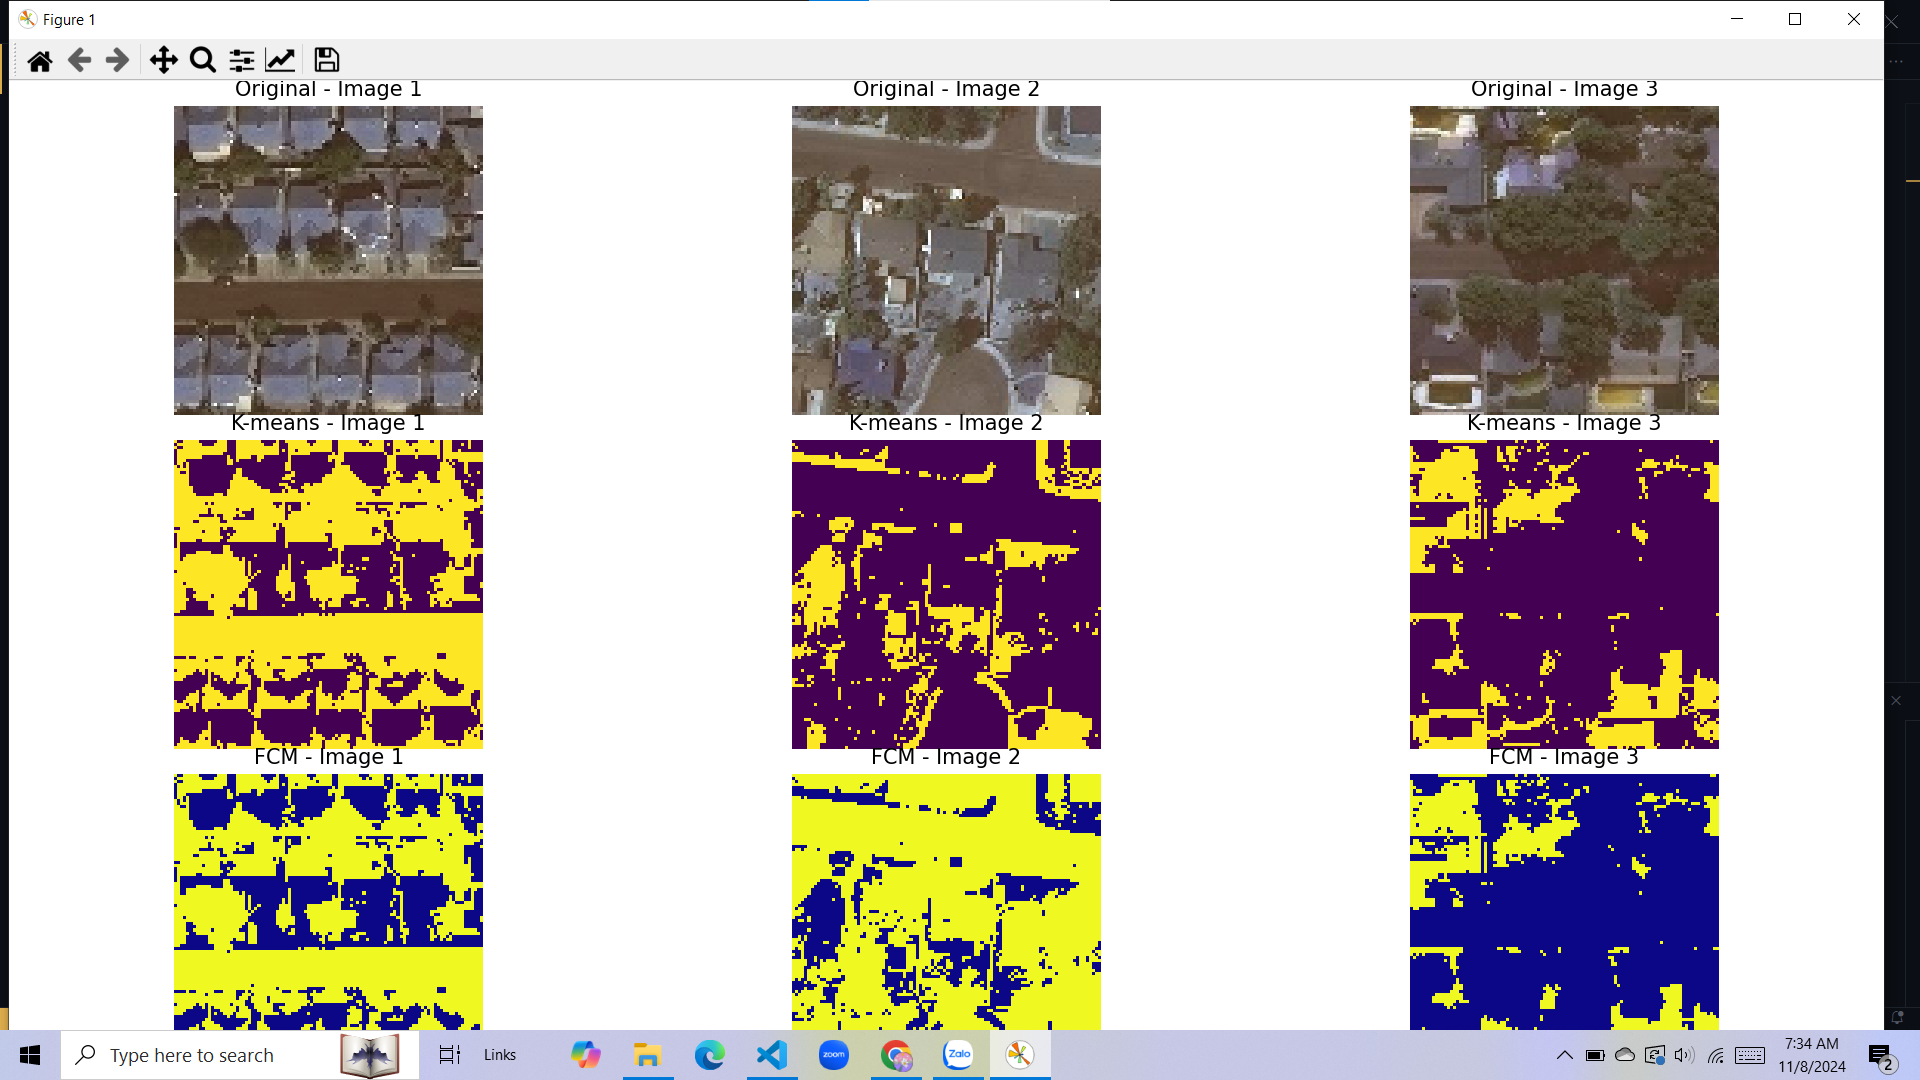 Figure 1
Original - Image 1
Original - Image 2
Original - Image 3
K-means - Image 1
K-means - Image 2
K-means - Image 3
FCM - Image 1
FCM - Image 2
FCM - Image 3
Type here to search
Links
zoom
Zalo
7:34 AM
11/8/2024
2